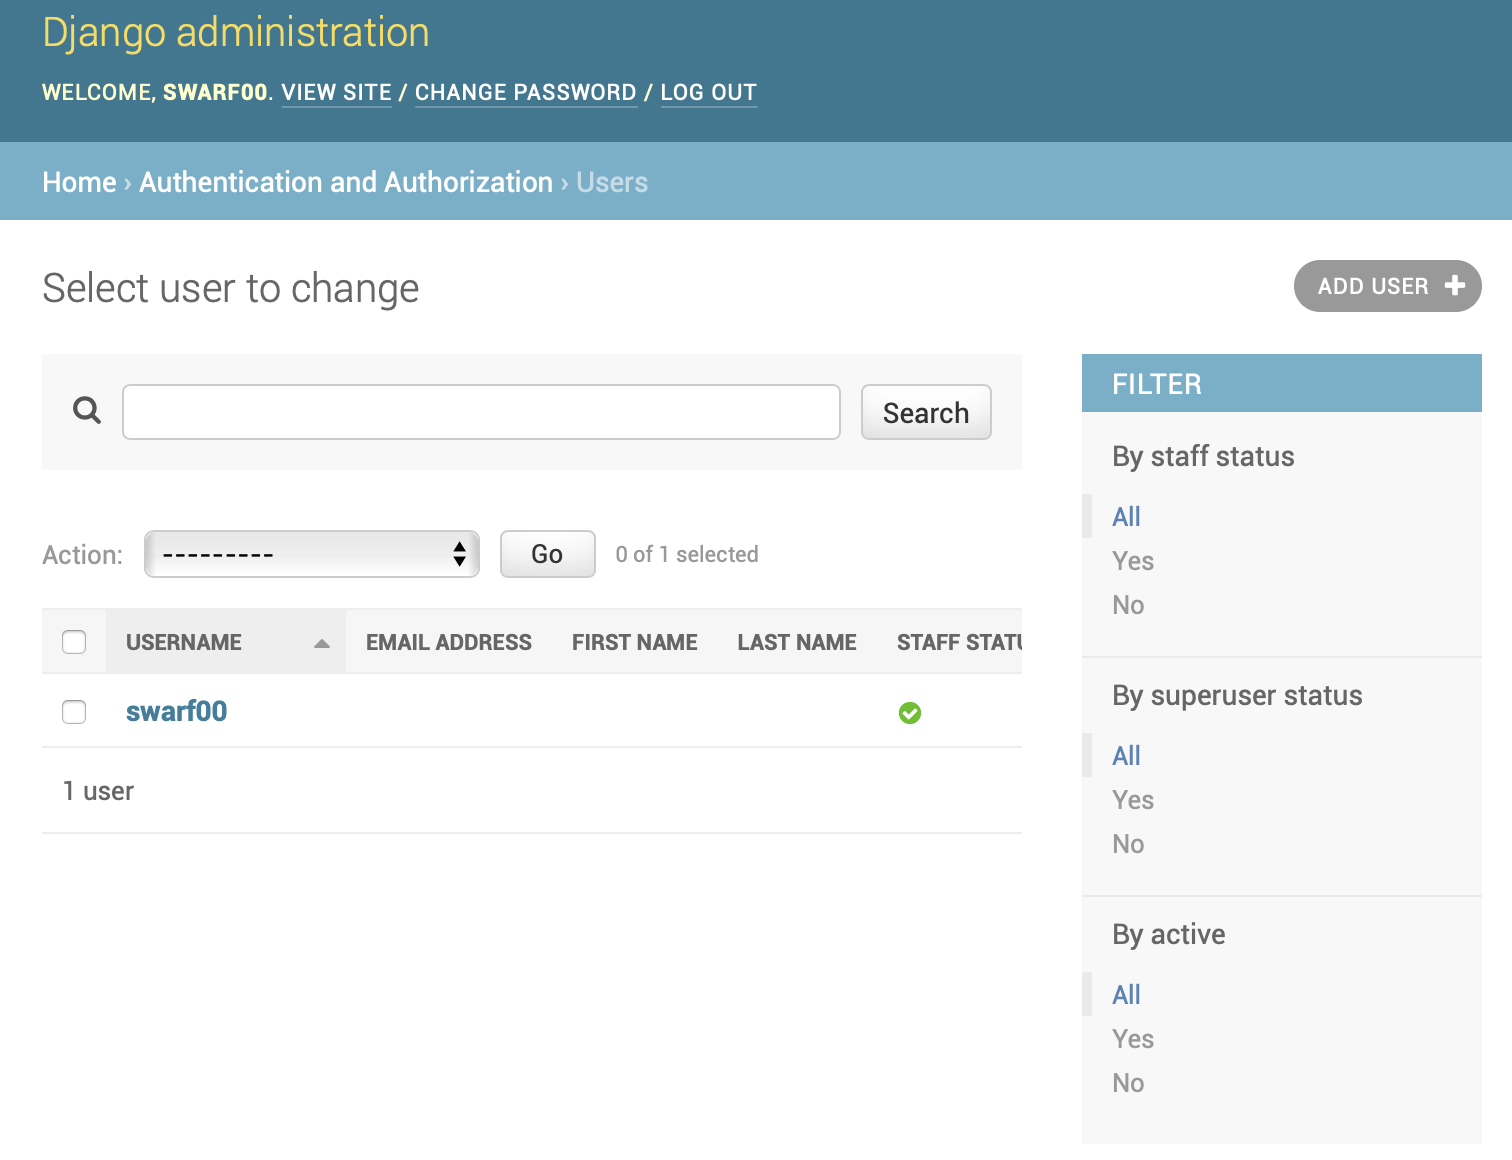 Django administration
WELCOME, SWARF00. VIEW SITE / CHANGE PASSWORD / LOG OUT
Home › Authentication and Authorization › Users
Select user to change
ADD USER
Search
Action: --------- Go 0 of 1 selected
USERNAME EMAIL ADDRESS FIRST NAME LAST NAME STAFF STATU
swarf00
1 user
FILTER
By staff status
All
Yes
No
By superuser status
All
Yes
No
By active
All
Yes
No